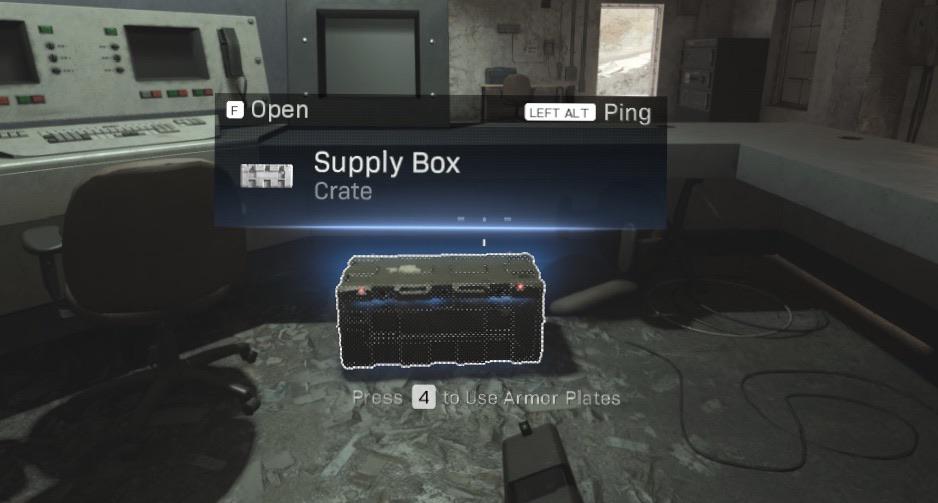 F Open
LEFT ALT Ping
Supply Box
Crate
Press 4 to Use Armor Plates